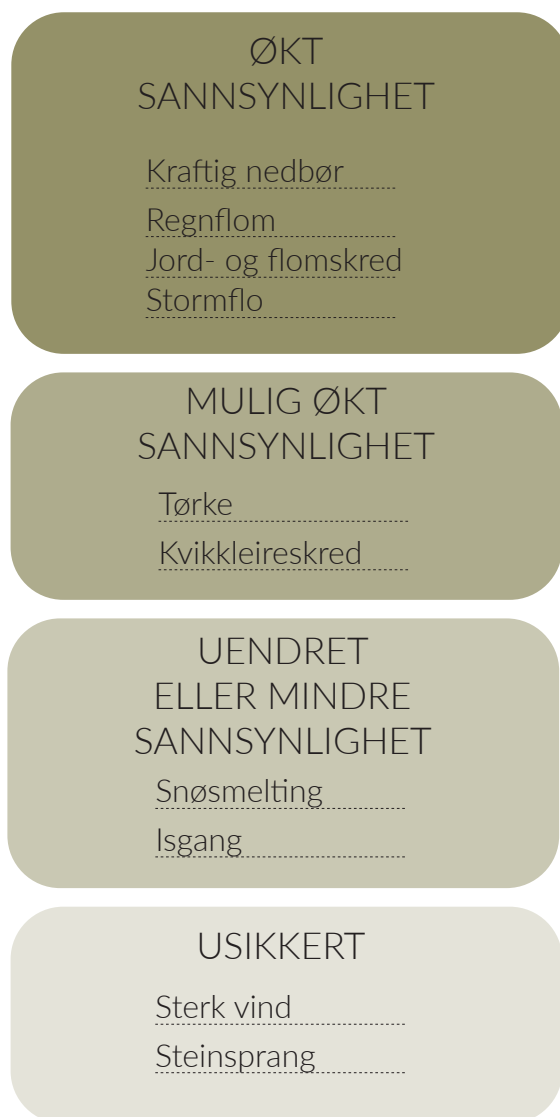 ØKT
SANNSYNLIGHET
Kraftig nedbør
Regnflom
Jord- og flomskred
Stormflo
MULIG ØKT
SANNSYNLIGHET
Tørke
Kvikkleireskred
UENDRET
ELLER MINDRE
SANNSYNLIGHET
Snøsmelting
Isgang
USIKKERT
Sterk vind
Steinsprang